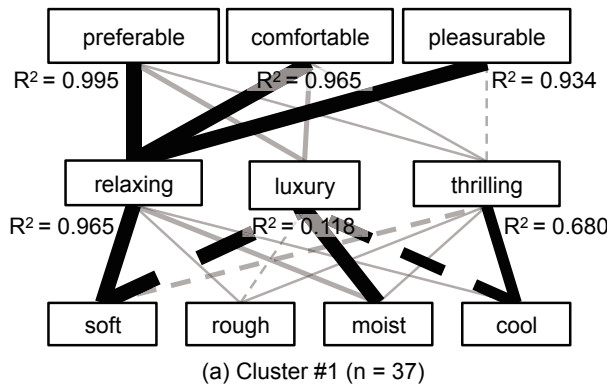 preferable comfortable pleasurable
R² = 0.995 R² = 0.965 R² = 0.934
relaxing luxury thrilling
R² = 0.965 R² = 0.118 R² = 0.680
soft rough moist cool
(a) Cluster #1 (n = 37)